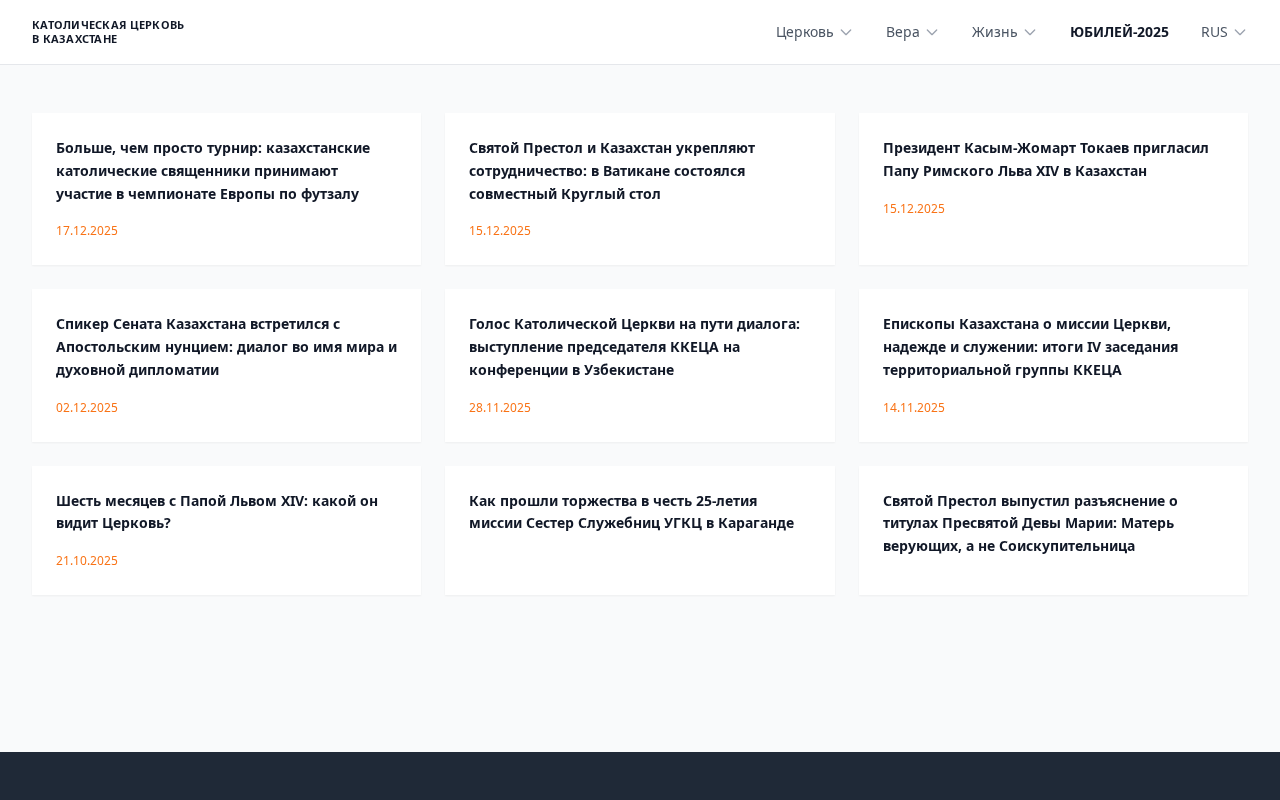 КАТОЛИЧЕСКАЯ ЦЕРКОВЬ
В КАЗАХСТАНЕ
Церковь
Вера
Жизнь
ЮБИЛЕЙ-2025
RUS
Больше, чем просто турнир: казахстанские
католические священники принимают
участие в чемпионате Европы по футзалу
17.12.2025
Святой Престол и Казахстан укрепляют
сотрудничество: в Ватикане состоялся
совместный Круглый стол
15.12.2025
Президент Касым-Жомарт Токаев пригласил
Папу Римского Льва XIV в Казахстан
15.12.2025
Спикер Сената Казахстана встретился с
Апостольским нунцием: диалог во имя мира и
духовной дипломатии
02.12.2025
Голос Католической Церкви на пути диалога:
выступление председателя ККЕЦА на
конференции в Узбекистане
28.11.2025
Епископы Казахстана о миссии Церкви,
надежде и служении: итоги IV заседания
территориальной группы ККЕЦА
14.11.2025
Шесть месяцев с Папой Львом XIV: какой он
видит Церковь?
21.10.2025
Как прошли торжества в честь 25-летия
миссии Сестер Служебниц УГКЦ в Караганде
Святой Престол выпустил разъяснение о
титулах Пресвятой Девы Марии: Матерь
верующих, а не Соискупительница